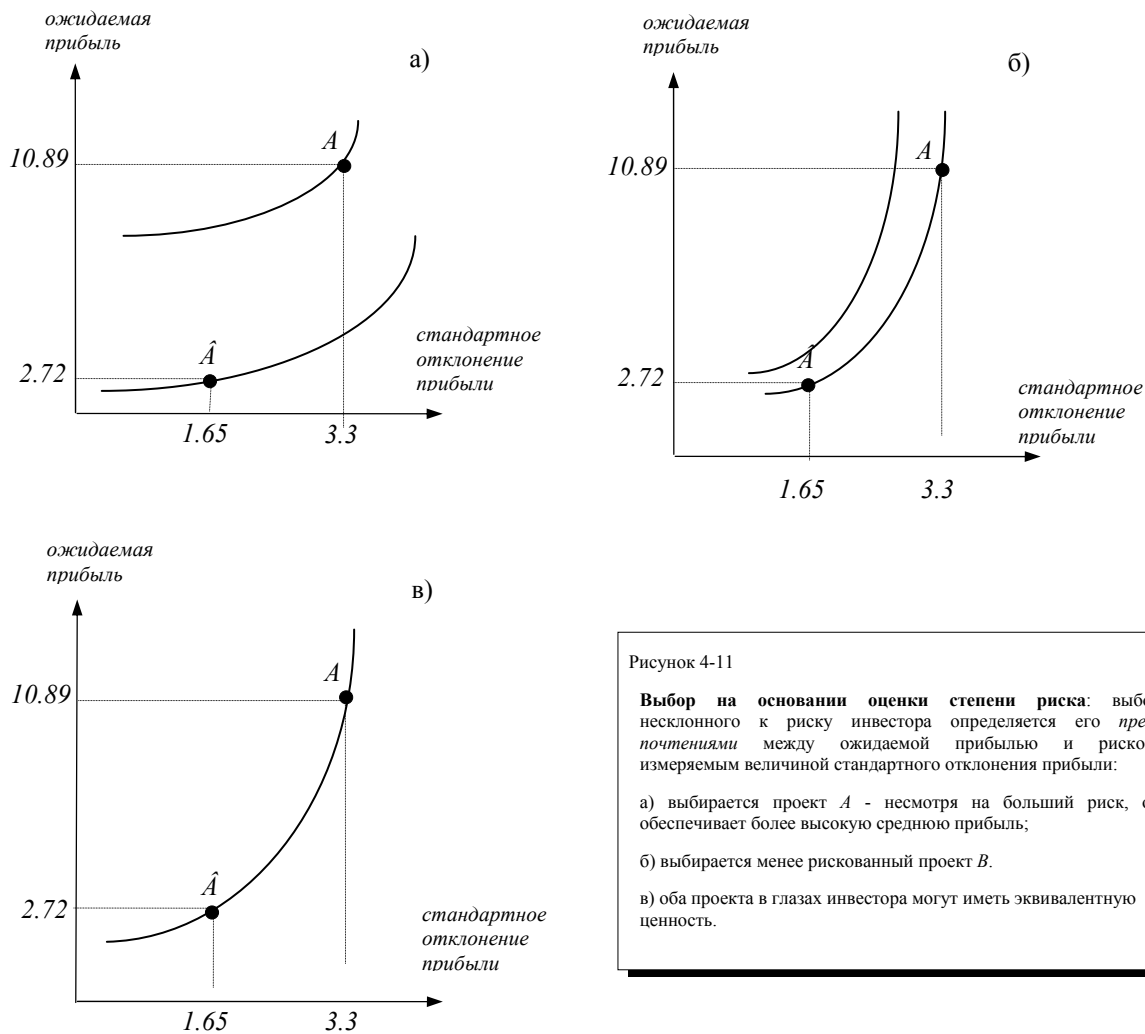 ожидаемая
прибыль
а)
10.89
A
2.72
Â
стандартное
отклонение
прибыли
1.65
3.3
ожидаемая
прибыль
б)
10.89
A
2.72
Â
стандартное
отклонение
прибыли
1.65
3.3
ожидаемая
прибыль
в)
10.89
A
2.72
Â
стандартное
отклонение
прибыли
1.65
3.3
Рисунок 4-11
Выбор на основании оценки степени риска: выбо
несклонного к риску инвестора определяется его пре
почтениями между ожидаемой прибылью и риско
измеряемым величиной стандартного отклонения прибыли:
а) выбирается проект A - несмотря на больший риск, о
обеспечивает более высокую среднюю прибыль;
б) выбирается менее рискованный проект B.
в) оба проекта в глазах инвестора могут иметь эквивалентную
ценность.